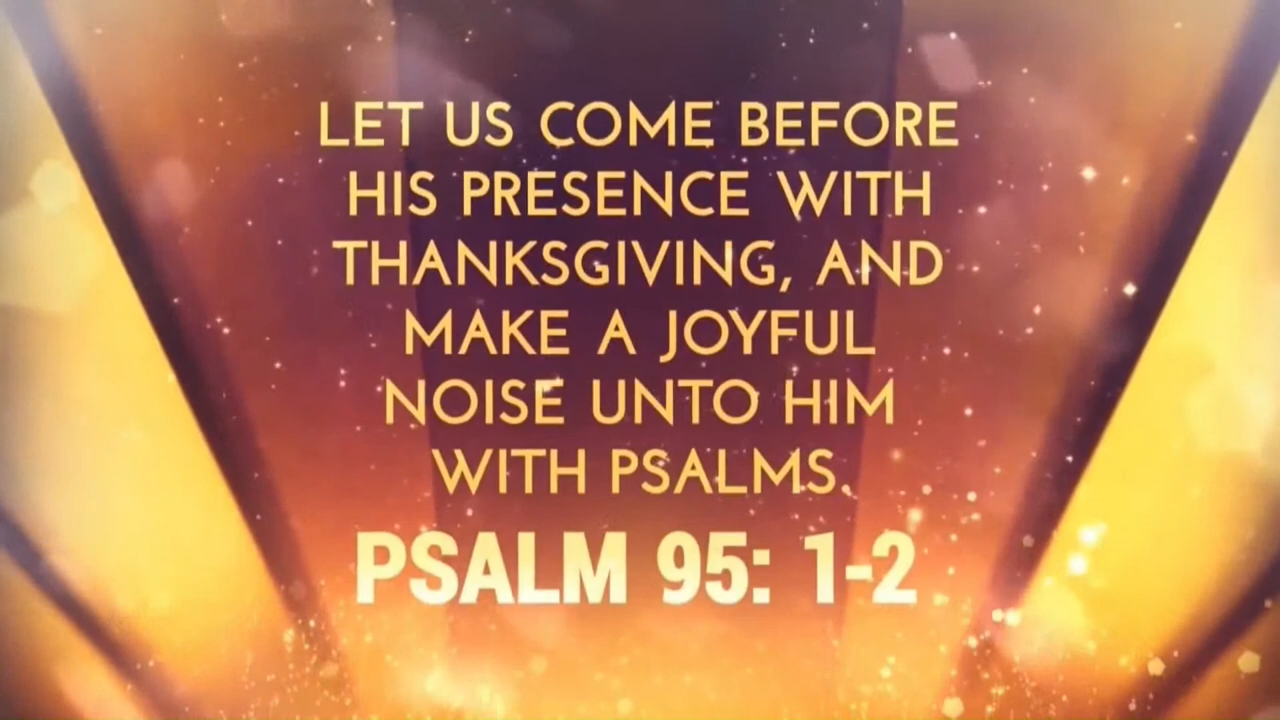 LET US COME BEFORE
HIS PRESENCE WITH
THANKSGIVING, AND
MAKE A JOYFUL
NOISE UNTO HIM
WITH PSALMS.
PSALM 95: 1-2